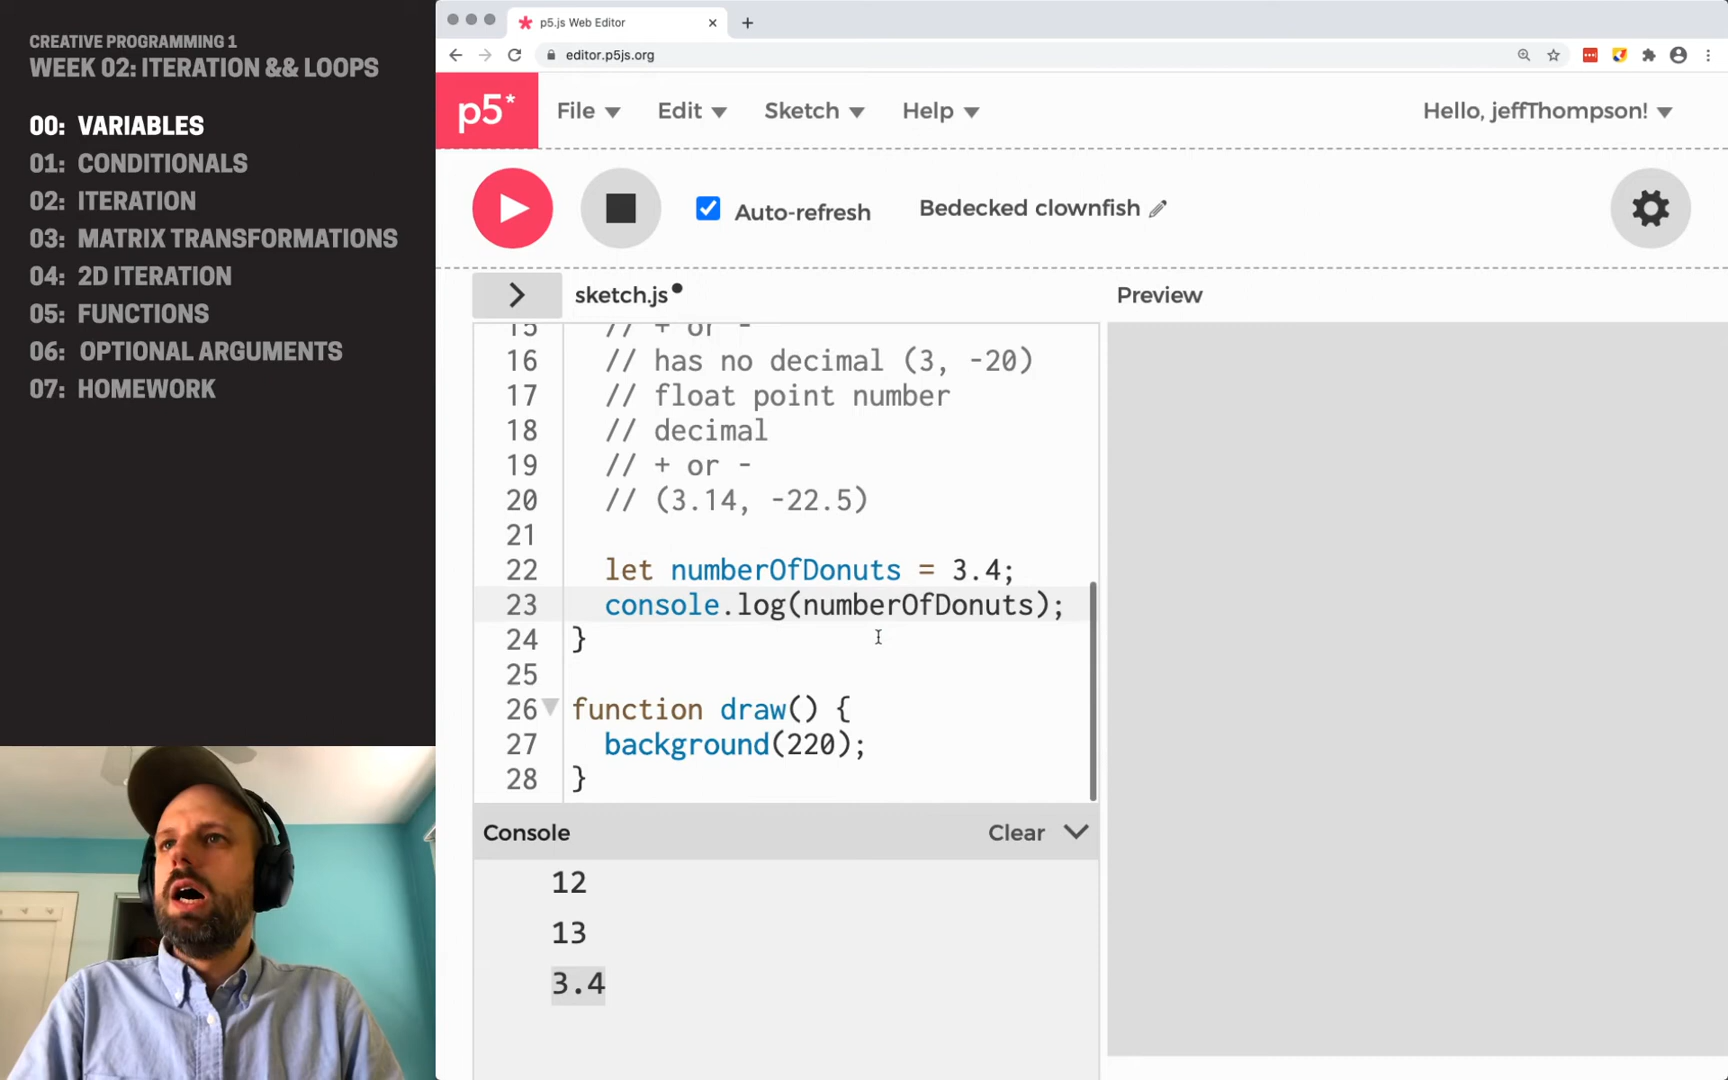 CREATIVE PROGRAMMING 1
WEEK 02: ITERATION && LOOPS
00: VARIABLES
01: CONDITIONALS
02: ITERATION
03: MATRIX TRANSFORMATIONS
04: 2D ITERATION
05: FUNCTIONS
06: OPTIONAL ARGUMENTS
07: HOMEWORK
p5.js Web Editor
editor.p5js.org
p5* File Edit Sketch Help Hello, jeffThompson!
Auto-refresh Bedecked clownfish
sketch.js Preview
15 // + or -
16 // has no decimal (3, -20)
17 // float point number
18 // decimal
19 // + or -
20 // (3.14, -22.5)
21
22 let numberOfDonuts = 3.4;
23 console.log(numberOfDonuts);
24 }
25
26 function draw() {
27 background(220);
28 }
Console Clear
12
13
3.4